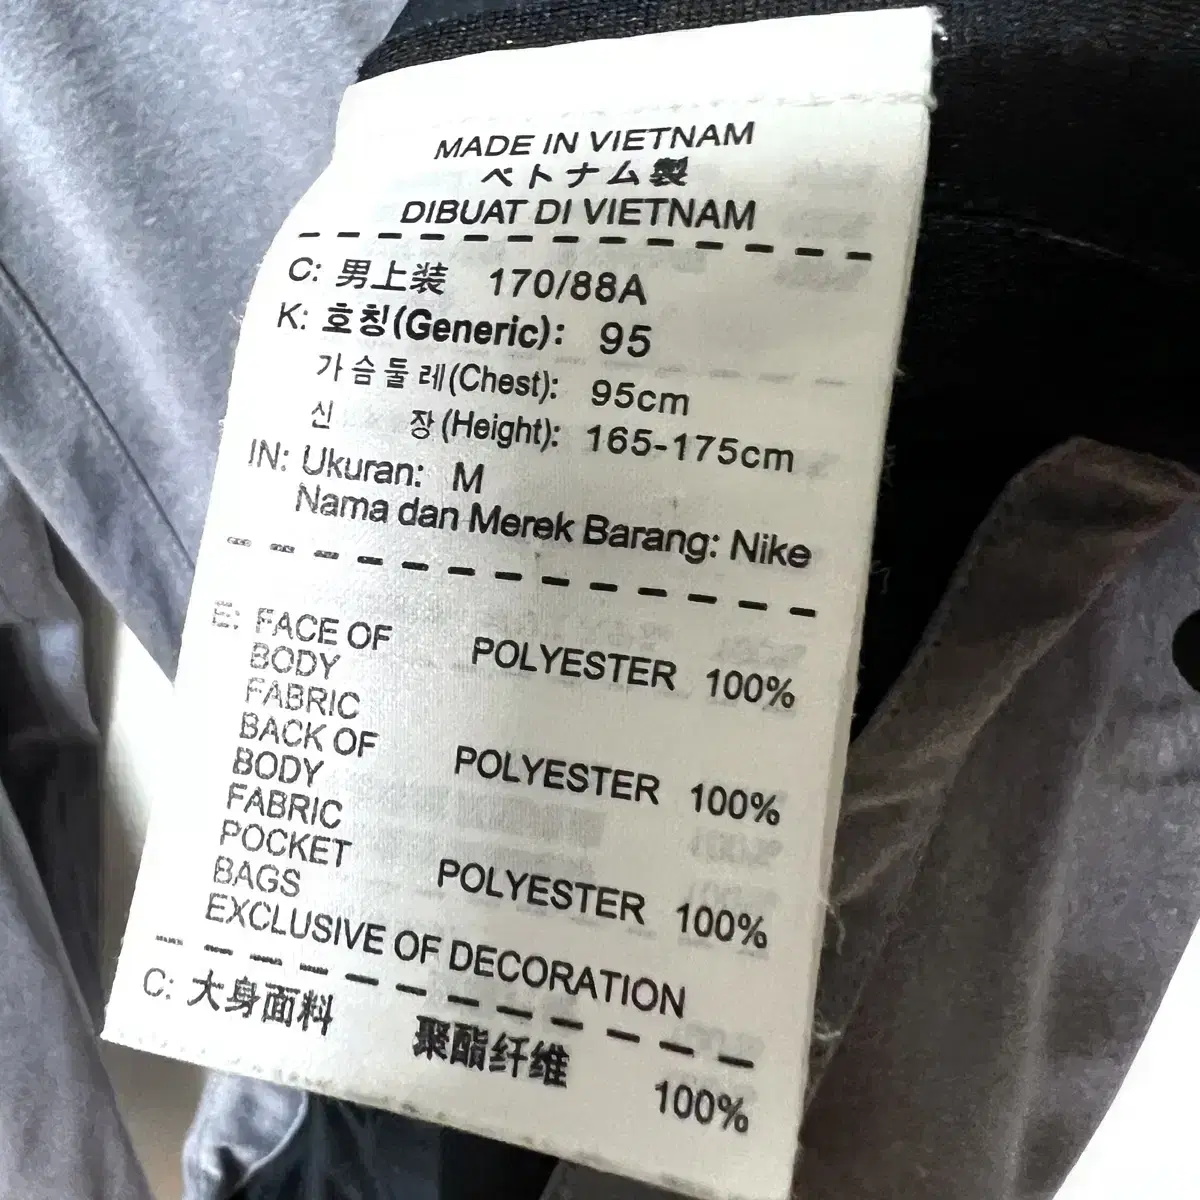 MADE IN VIETNAM
ベトナム製
DIBUAT DI VIETNAM
C: 男上装 170/88A
K: 호칭(Generic): 95
가슴둘레(Chest): 95cm
신 장(Height): 165-175cm
IN: Ukuran: M
Nama dan Merek Barang: Nike
E: FACE OF
BODY
FABRIC
POLYESTER 100%
BACK OF
BODY
FABRIC
POLYESTER 100%
POCKET
BAGS
POLYESTER 100%
EXCLUSIVE OF DECORATION
C: 大身面料 聚酯纤维 100%